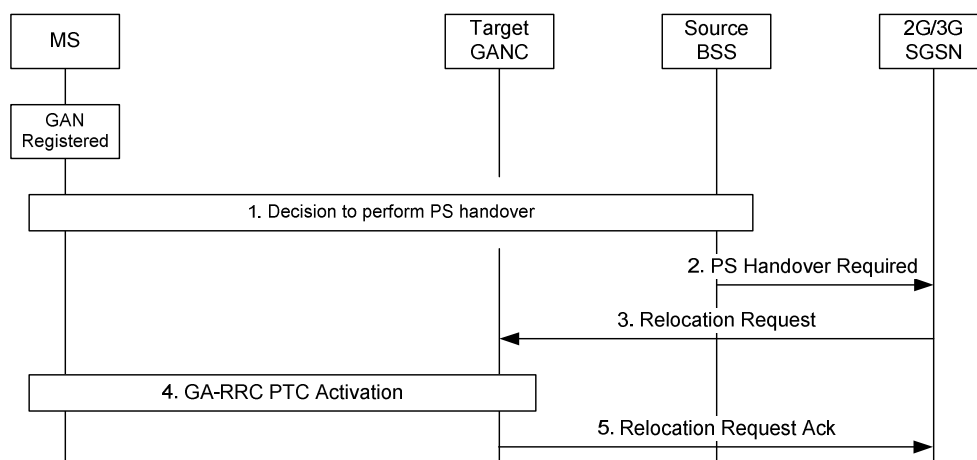 MS
Target
GANC
Source
BSS
2G/3G
SGSN
GAN
Registered
1. Decision to perform PS handover
2. PS Handover Required
3. Relocation Request
4. GA-RRC PTC Activation
5. Relocation Request Ack